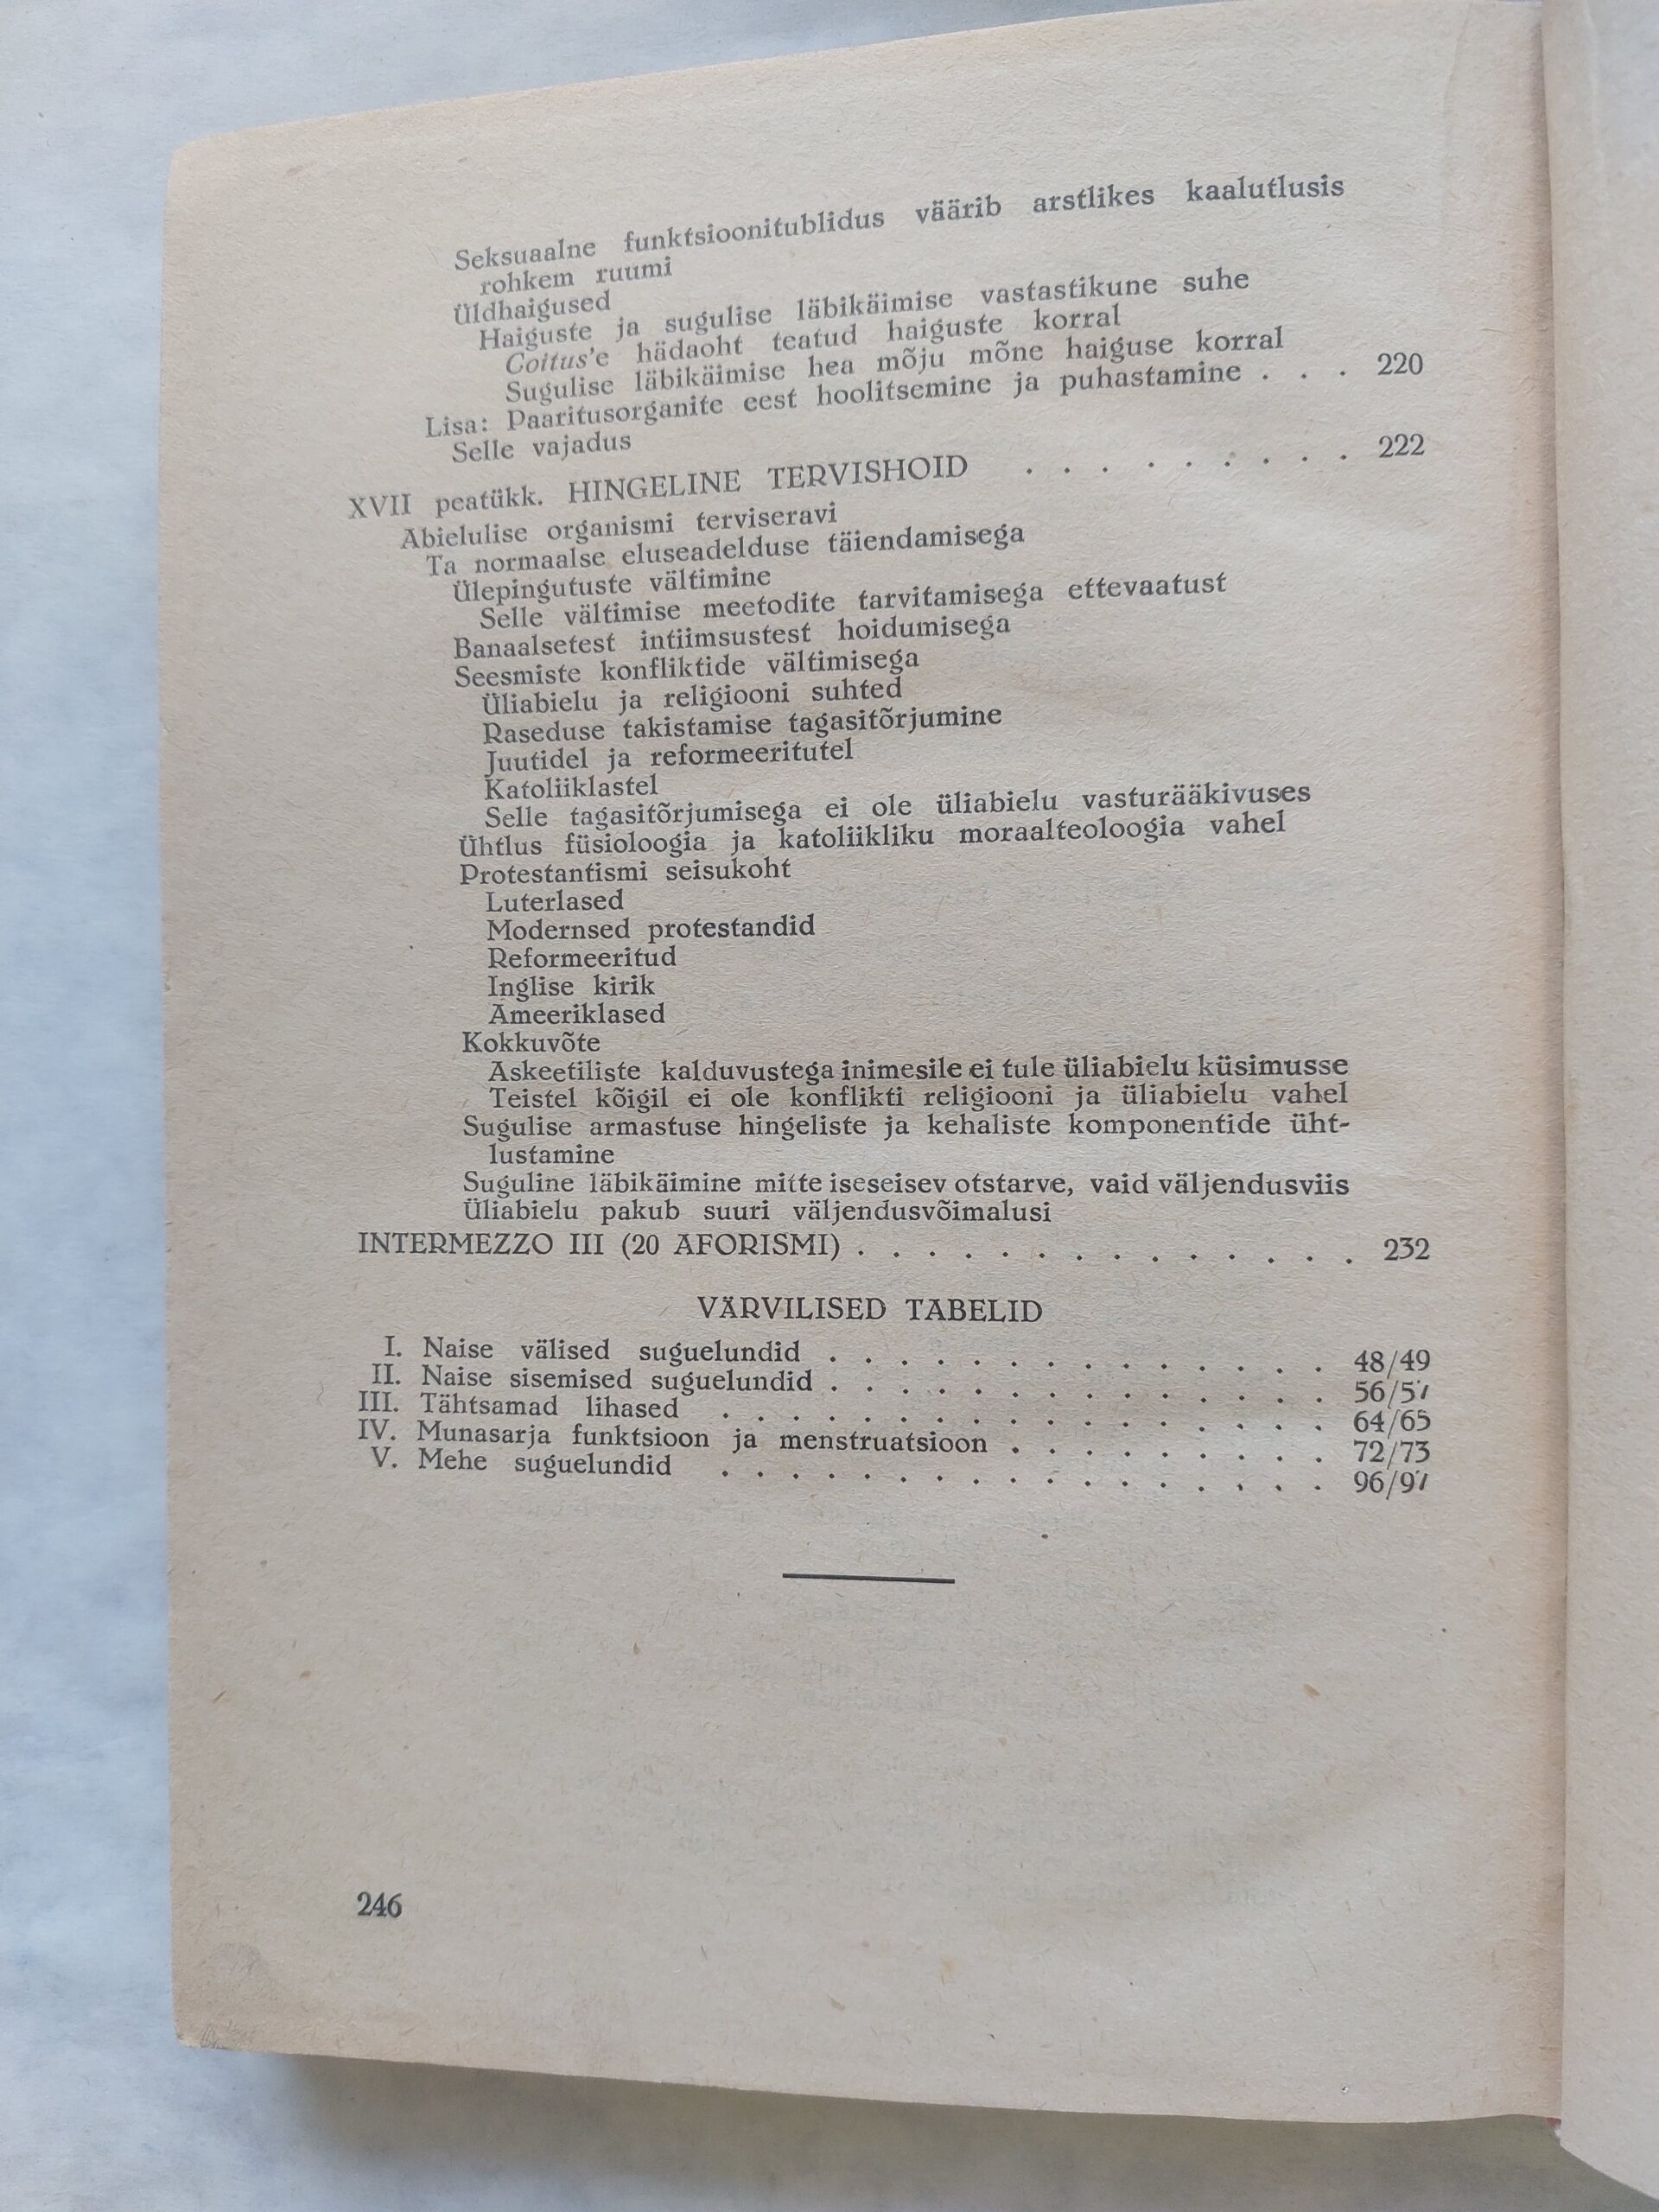 Seksuaalne funktsioonitublidus väärib arstlikes kaalutlusis
rohkem ruumi
Üldhaigused
Haiguste ja sugulise läbikäimise vastastikune suhe
Coitus'e hädaoht teatud haiguste korral
Sugulise läbikäimise hea mõju mõne haiguse korral
Lisa: Paaritusorganite eest hoolitsemine ja puhastamine . . . 220
Selle vajadus
XVII peatükk. HINGELINE TERVISHOID . . . . . . . . . 222
Abielulise organismi terviseravi
Ta normaalse eluseadelduse täiendamisega
Ülepingutuste vältimine
Selle vältimise meetodite tarvitamisega ettevaatust
Banaalsetest intiimsustest hoidumisega
Seesmiste konfliktide vältimisega
Üliabielu ja religiooni suhted
Raseduse takistamise tagasitõrjumine
Juutidel ja reformeeritutel
Katoliiklastel
Selle tagasitõrjumisega ei ole üliabielu vasturääkivuses
Ühtlus füsioloogia ja katoliikliku moraalteoloogia vahel
Protestantismi seisukoht
Luterlased
Modernsed protestandid
Reformeeritud
Inglise kirik
Ameeriklased
Kokkuvõte
Askeetiliste kalduvustega inimesile ei tule üliabielu küsimusse
Teistel kõigil ei ole konflikti religiooni ja üliabielu vahel
Sugulise armastuse hingeliste ja kehaliste komponentide üht-
lustamine
Suguline läbikäimine mitte iseseisev otstarve, vaid väljendusviis
Üliabielu pakub suuri väljendusvõimalusi
INTERMEZZO III (20 AFORISMI) . . . . . . . . . . . . . . 232
VÄRVILISED TABELID
I. Naise välised suguelundid . . . . . . . . . . . . . . 48/49
II. Naise sisemised suguelundid . . . . . . . . . . . . . . 56/57
III. Tähtsamad lihased . . . . . . . . . . . . . . . . . 64/65
IV. Munasarja funktsioon ja menstruatsioon . . . . . . . . . 72/73
V. Mehe suguelundid . . . . . . . . . . . . . . . . . 96/97
246